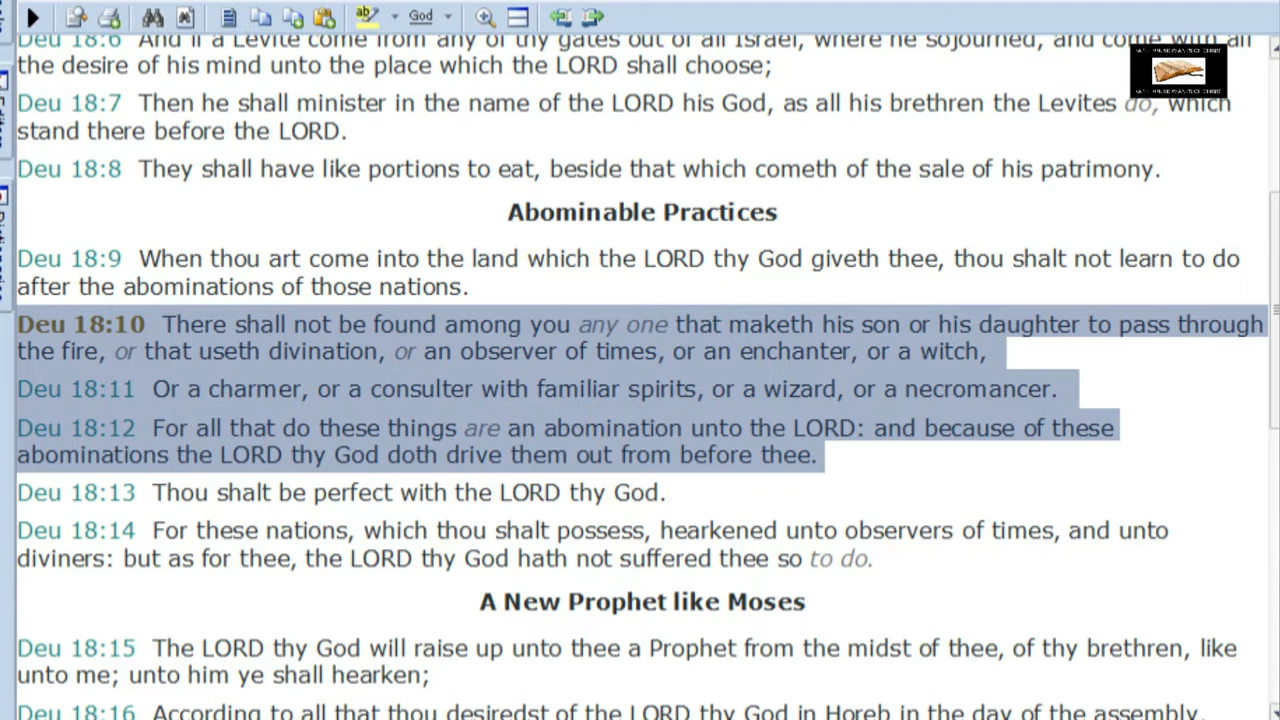 God
Deu 18:6 And if a Levite come from any of thy gates out of all Israel, where he sojourned, and come with all
the desire of his mind unto the place which the LORD shall choose;
Deu 18:7 Then he shall minister in the name of the LORD his God, as all his brethren the Levites do, which
stand there before the LORD.
Deu 18:8 They shall have like portions to eat, beside that which cometh of the sale of his patrimony.
Abominable Practices
Deu 18:9 When thou art come into the land which the LORD thy God giveth thee, thou shalt not learn to do
after the abominations of those nations.
Deu 18:10 There shall not be found among you any one that maketh his son or his daughter to pass through
the fire, or that useth divination, or an observer of times, or an enchanter, or a witch,
Deu 18:11 Or a charmer, or a consulter with familiar spirits, or a wizard, or a necromancer.
Deu 18:12 For all that do these things are an abomination unto the LORD: and because of these
abominations the LORD thy God doth drive them out from before thee.
Deu 18:13 Thou shalt be perfect with the LORD thy God.
Deu 18:14 For these nations, which thou shalt possess, hearkened unto observers of times, and unto
diviners: but as for thee, the LORD thy God hath not suffered thee so to do.
A New Prophet like Moses
Deu 18:15 The LORD thy God will raise up unto thee a Prophet from the midst of thee, of thy brethren, like
unto me; unto him ye shall hearken;
Deu 18:16 According to all that thou desiredst of the LORD thy God in Horeb in the day of the assembly,